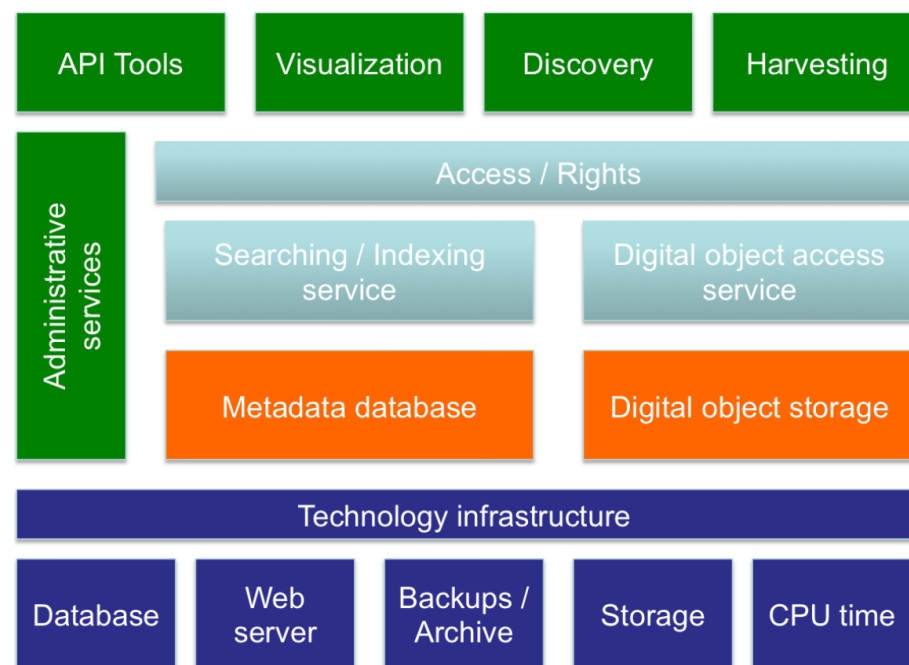 API Tools
Visualization
Discovery
Harvesting
Administrative
services
Access / Rights
Searching / Indexing
service
Digital object access
service
Metadata database
Digital object storage
Technology infrastructure
Database
Web
server
Backups /
Archive
Storage
CPU time